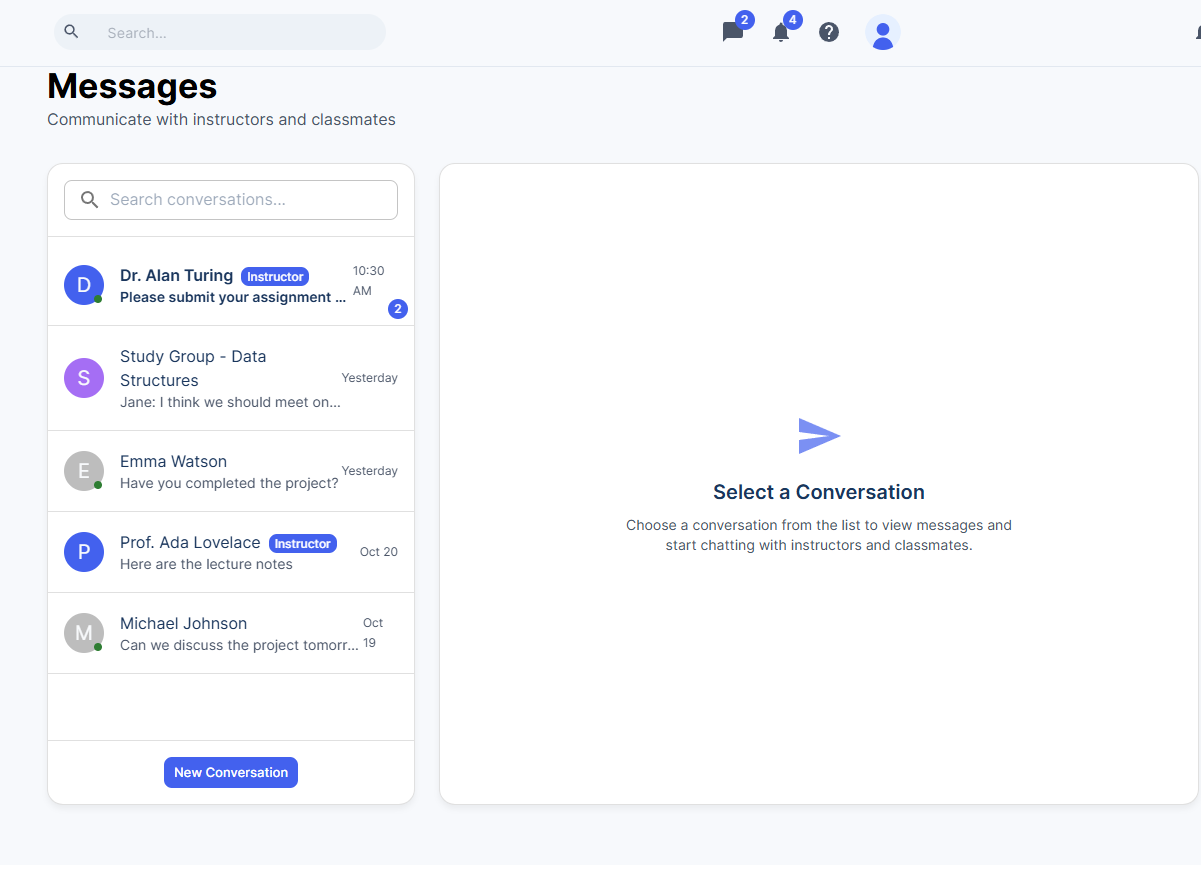 Search...
2
4
Messages
Communicate with instructors and classmates
Search conversations...
D
Dr. Alan Turing Instructor
Please submit your assignment ...
10:30
AM
2
S
Study Group - Data
Structures
Jane: I think we should meet on...
Yesterday
E
Emma Watson
Have you completed the project?
Yesterday
P
Prof. Ada Lovelace Instructor
Here are the lecture notes
Oct 20
M
Michael Johnson
Can we discuss the project tomorr...
Oct
19
New Conversation
Select a Conversation
Choose a conversation from the list to view messages and
start chatting with instructors and classmates.